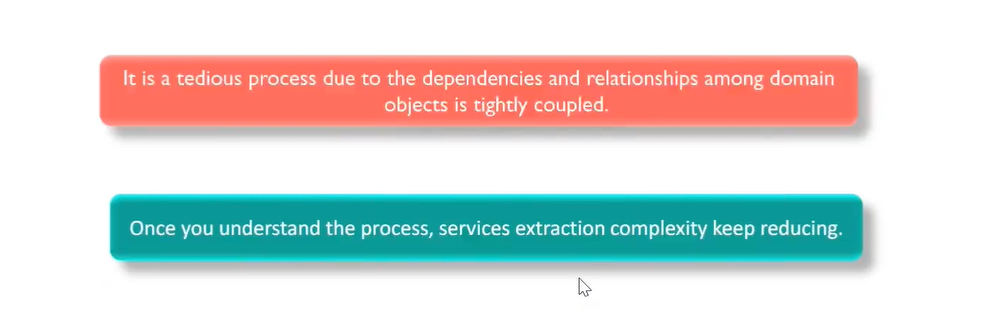 It is a tedious process due to the dependencies and relationships among domain
objects is tightly coupled.
Once you understand the process, services extraction complexity keep reducing.